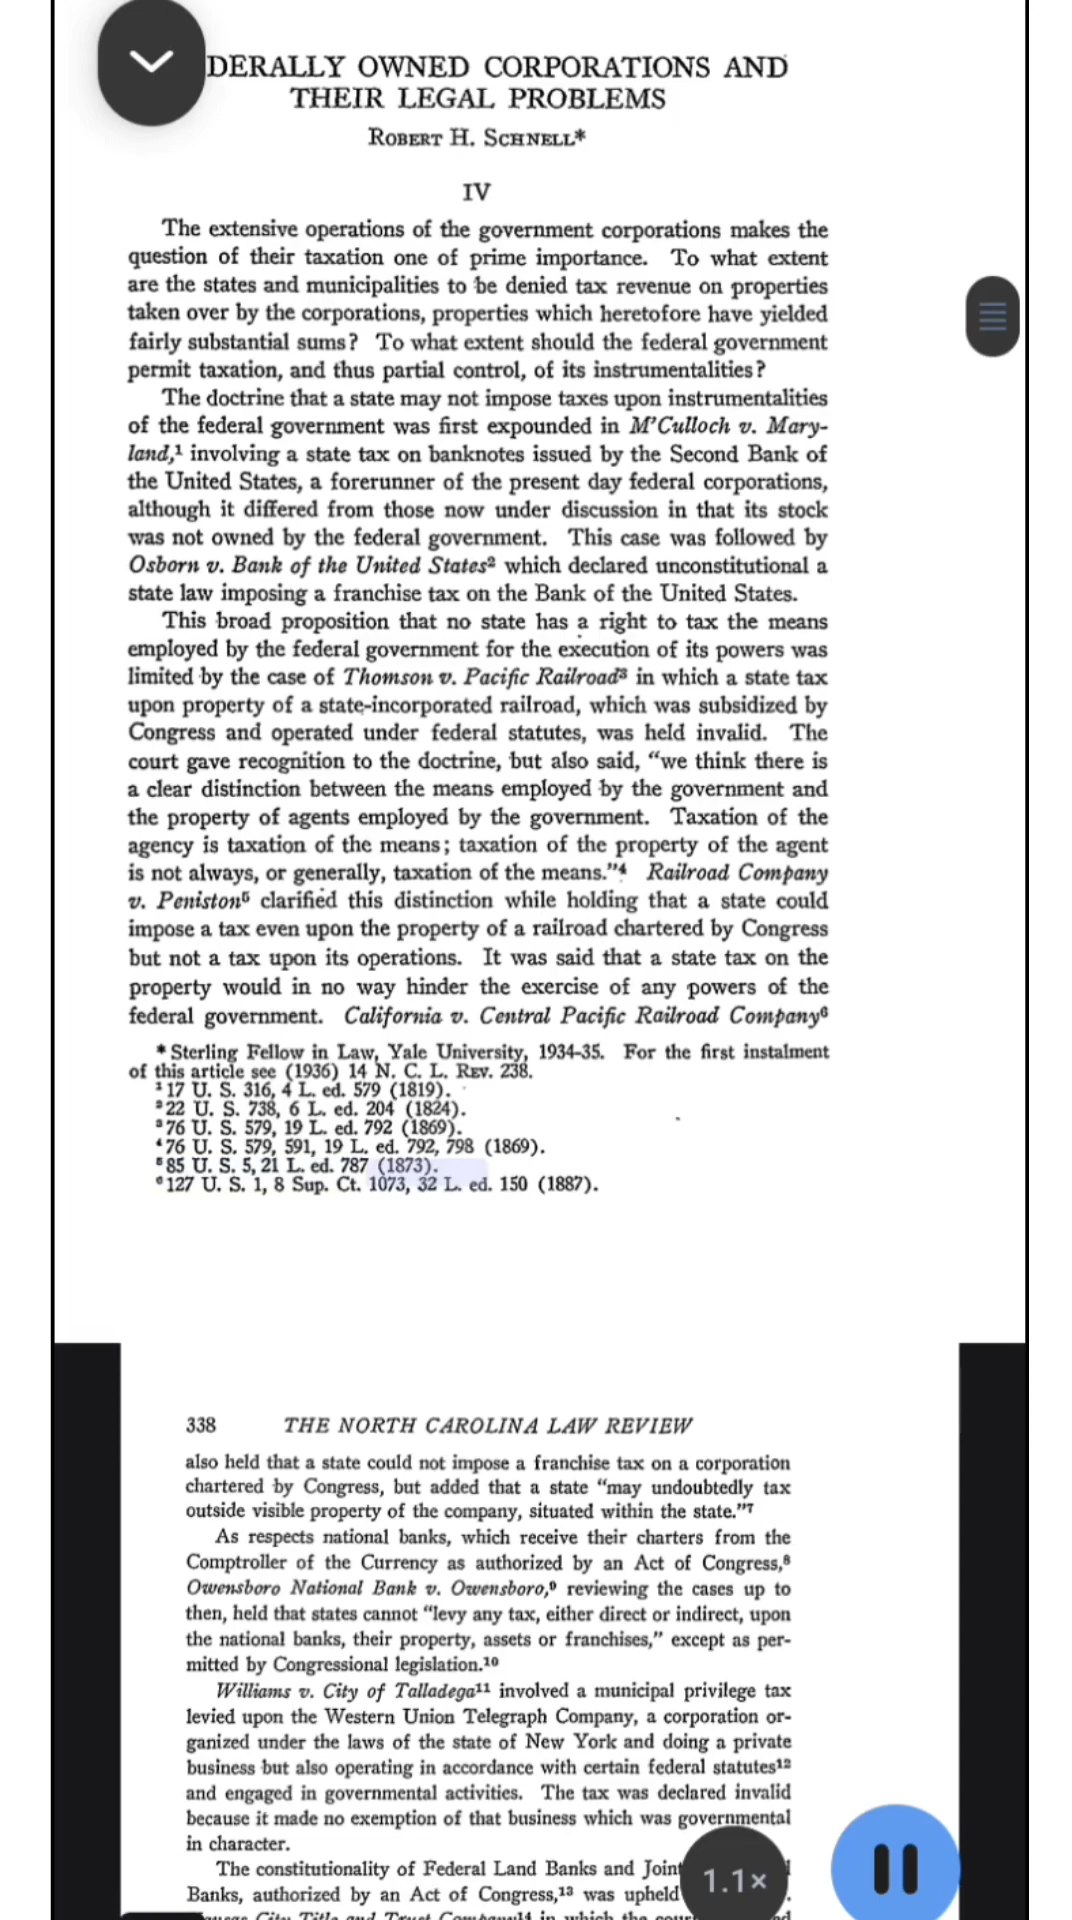 DERALLY OWNED CORPORATIONS AND
THEIR LEGAL PROBLEMS
ROBERT H. SCHNELL*
IV
The extensive operations of the government corporations makes the
question of their taxation one of prime importance. To what extent
are the states and municipalities to be denied tax revenue on properties
taken over by the corporations, properties which heretofore have yielded
fairly substantial sums? To what extent should the federal government
permit taxation, and thus partial control, of its instrumentalities?
The doctrine that a state may not impose taxes upon instrumentalities
of the federal government was first expounded in M'Culloch v. Mary-
land,¹ involving a state tax on banknotes issued by the Second Bank of
the United States, a forerunner of the present day federal corporations,
although it differed from those now under discussion in that its stock
was not owned by the federal government. This case was followed by
Osborn v. Bank of the United States² which declared unconstitutional a
state law imposing a franchise tax on the Bank of the United States.
This broad proposition that no state has a right to tax the means
employed by the federal government for the execution of its powers was
limited by the case of Thomson v. Pacific Railroad³ in which a state tax
upon property of a state-incorporated railroad, which was subsidized by
Congress and operated under federal statutes, was held invalid. The
court gave recognition to the doctrine, but also said, "we think there is
a clear distinction between the means employed by the government and
the property of agents employed by the government. Taxation of the
agency is taxation of the means; taxation of the property of the agent
is not always, or generally, taxation of the means."⁴ Railroad Company
v. Peniston⁵ clarified this distinction while holding that a state could
impose a tax even upon the property of a railroad chartered by Congress
but not a tax upon its operations. It was said that a state tax on the
property would in no way hinder the exercise of any powers of the
federal government. California v. Central Pacific Railroad Company⁶
* Sterling Fellow in Law, Yale University, 1934-35. For the first instalment
of this article see (1936) 14 N. C. L. REV. 238.
¹ 17 U. S. 316, 4 L. ed. 579 (1819).
² 22 U. S. 738, 6 L. ed. 204 (1824).
³ 76 U. S. 579, 19 L. ed. 792 (1869).
⁴ 76 U. S. 579, 591, 19 L. ed. 792, 798 (1869).
⁵ 85 U. S. 5, 21 L. ed. 787 (1873).
⁶ 127 U. S. 1, 8 Sup. Ct. 1073, 32 L. ed. 150 (1887).
338 THE NORTH CAROLINA LAW REVIEW
also held that a state could not impose a franchise tax on a corporation
chartered by Congress, but added that a state "may undoubtedly tax
outside visible property of the company, situated within the state."⁷
As respects national banks, which receive their charters from the
Comptroller of the Currency as authorized by an Act of Congress,⁸
Owensboro National Bank v. Owensboro,⁹ reviewing the cases up to
then, held that states cannot "levy any tax, either direct or indirect, upon
the national banks, their property, assets or franchises," except as per-
mitted by Congressional legislation.¹⁰
Williams v. City of Talladega¹¹ involved a municipal privilege tax
levied upon the Western Union Telegraph Company, a corporation or-
ganized under the laws of the state of New York and doing a private
business but also operating in accordance with certain federal statutes¹²
and engaged in governmental activities. The tax was declared invalid
because it made no exemption of that business which was governmental
in character.
The constitutionality of Federal Land Banks and Joint
Banks, authorized by an Act of Congress,¹³ was upheld
City Title and Trust Company¹⁴ in which the
1.1×